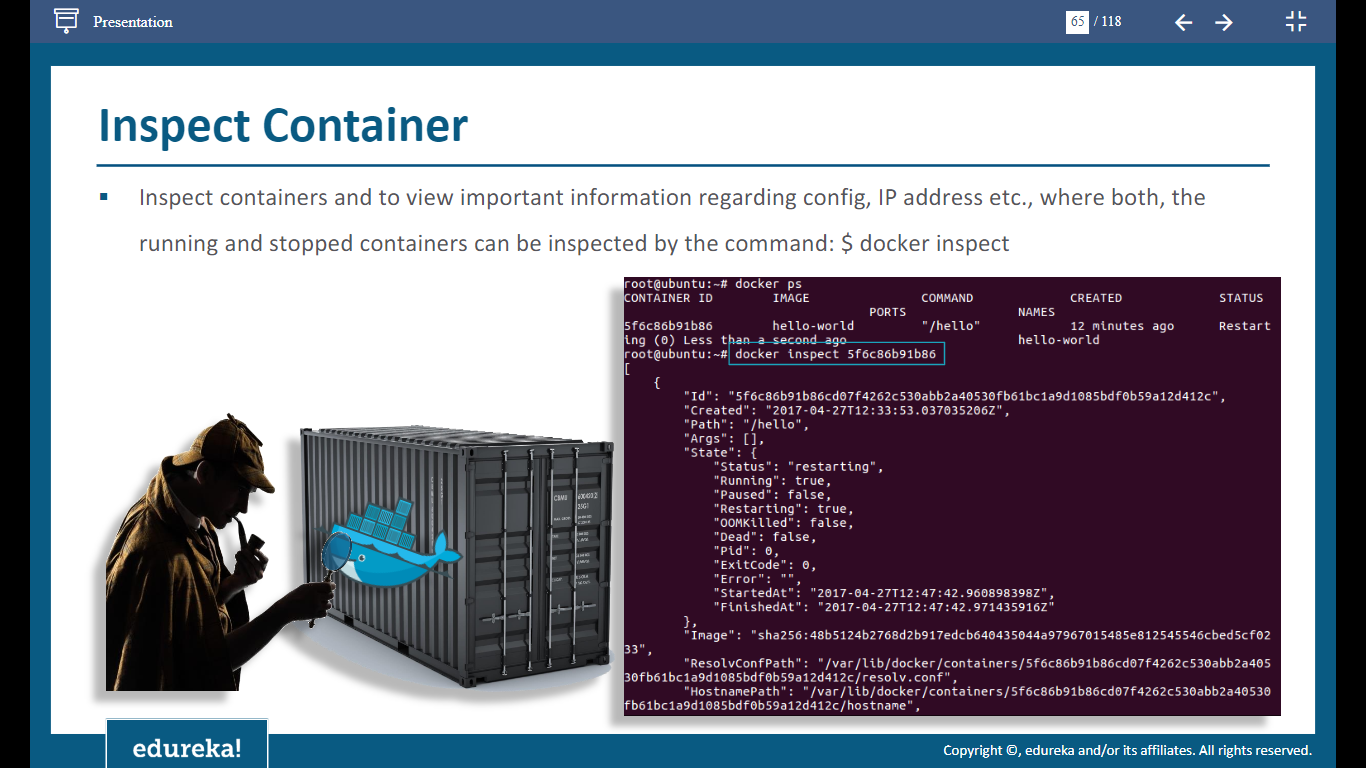 Presentation
65 / 118
Inspect Container
▪ Inspect containers and to view important information regarding config, IP address etc., where both, the
running and stopped containers can be inspected by the command: $ docker inspect
root@ubuntu:~# docker ps
CONTAINER ID IMAGE COMMAND CREATED STATUS
PORTS NAMES
5f6c86b91b86 hello-world "/hello" 12 minutes ago Restart
ing (0) Less than a second ago hello-world
root@ubuntu:~# docker inspect 5f6c86b91b86
[
{
"Id": "5f6c86b91b86cd07f4262c530abb2a40530fb61bc1a9d1085bdf0b59a12d412c",
"Created": "2017-04-27T12:33:53.037035206Z",
"Path": "/hello",
"Args": [],
"State": {
"Status": "restarting",
"Running": true,
"Paused": false,
"Restarting": true,
"OOMKilled": false,
"Dead": false,
"Pid": 0,
"ExitCode": 0,
"Error": "",
"StartedAt": "2017-04-27T12:47:42.960898398Z",
"FinishedAt": "2017-04-27T12:47:42.971435916Z"
},
"Image": "sha256:48b5124b2768d2b917edcb640435044a97967015485e812545546cbed5cf02
33",
"ResolvConfPath": "/var/lib/docker/containers/5f6c86b91b86cd07f4262c530abb2a405
30fb61bc1a9d1085bdf0b59a12d412c/resolv.conf",
"HostnamePath": "/var/lib/docker/containers/5f6c86b91b86cd07f4262c530abb2a40530
fb61bc1a9d1085bdf0b59a12d412c/hostname",
edureka!
Copyright ©, edureka and/or its affiliates. All rights reserved.